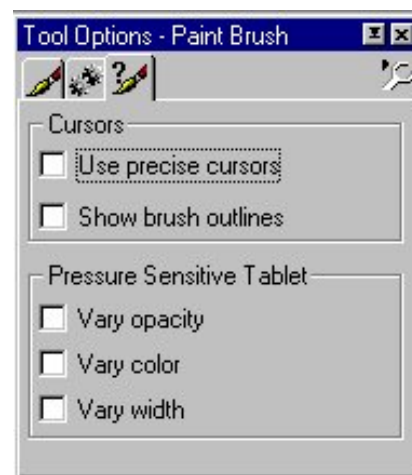 Tool Options - Paint Brush
Cursors
Use precise cursors
Show brush outlines
Pressure Sensitive Tablet
Vary opacity
Vary color
Vary width